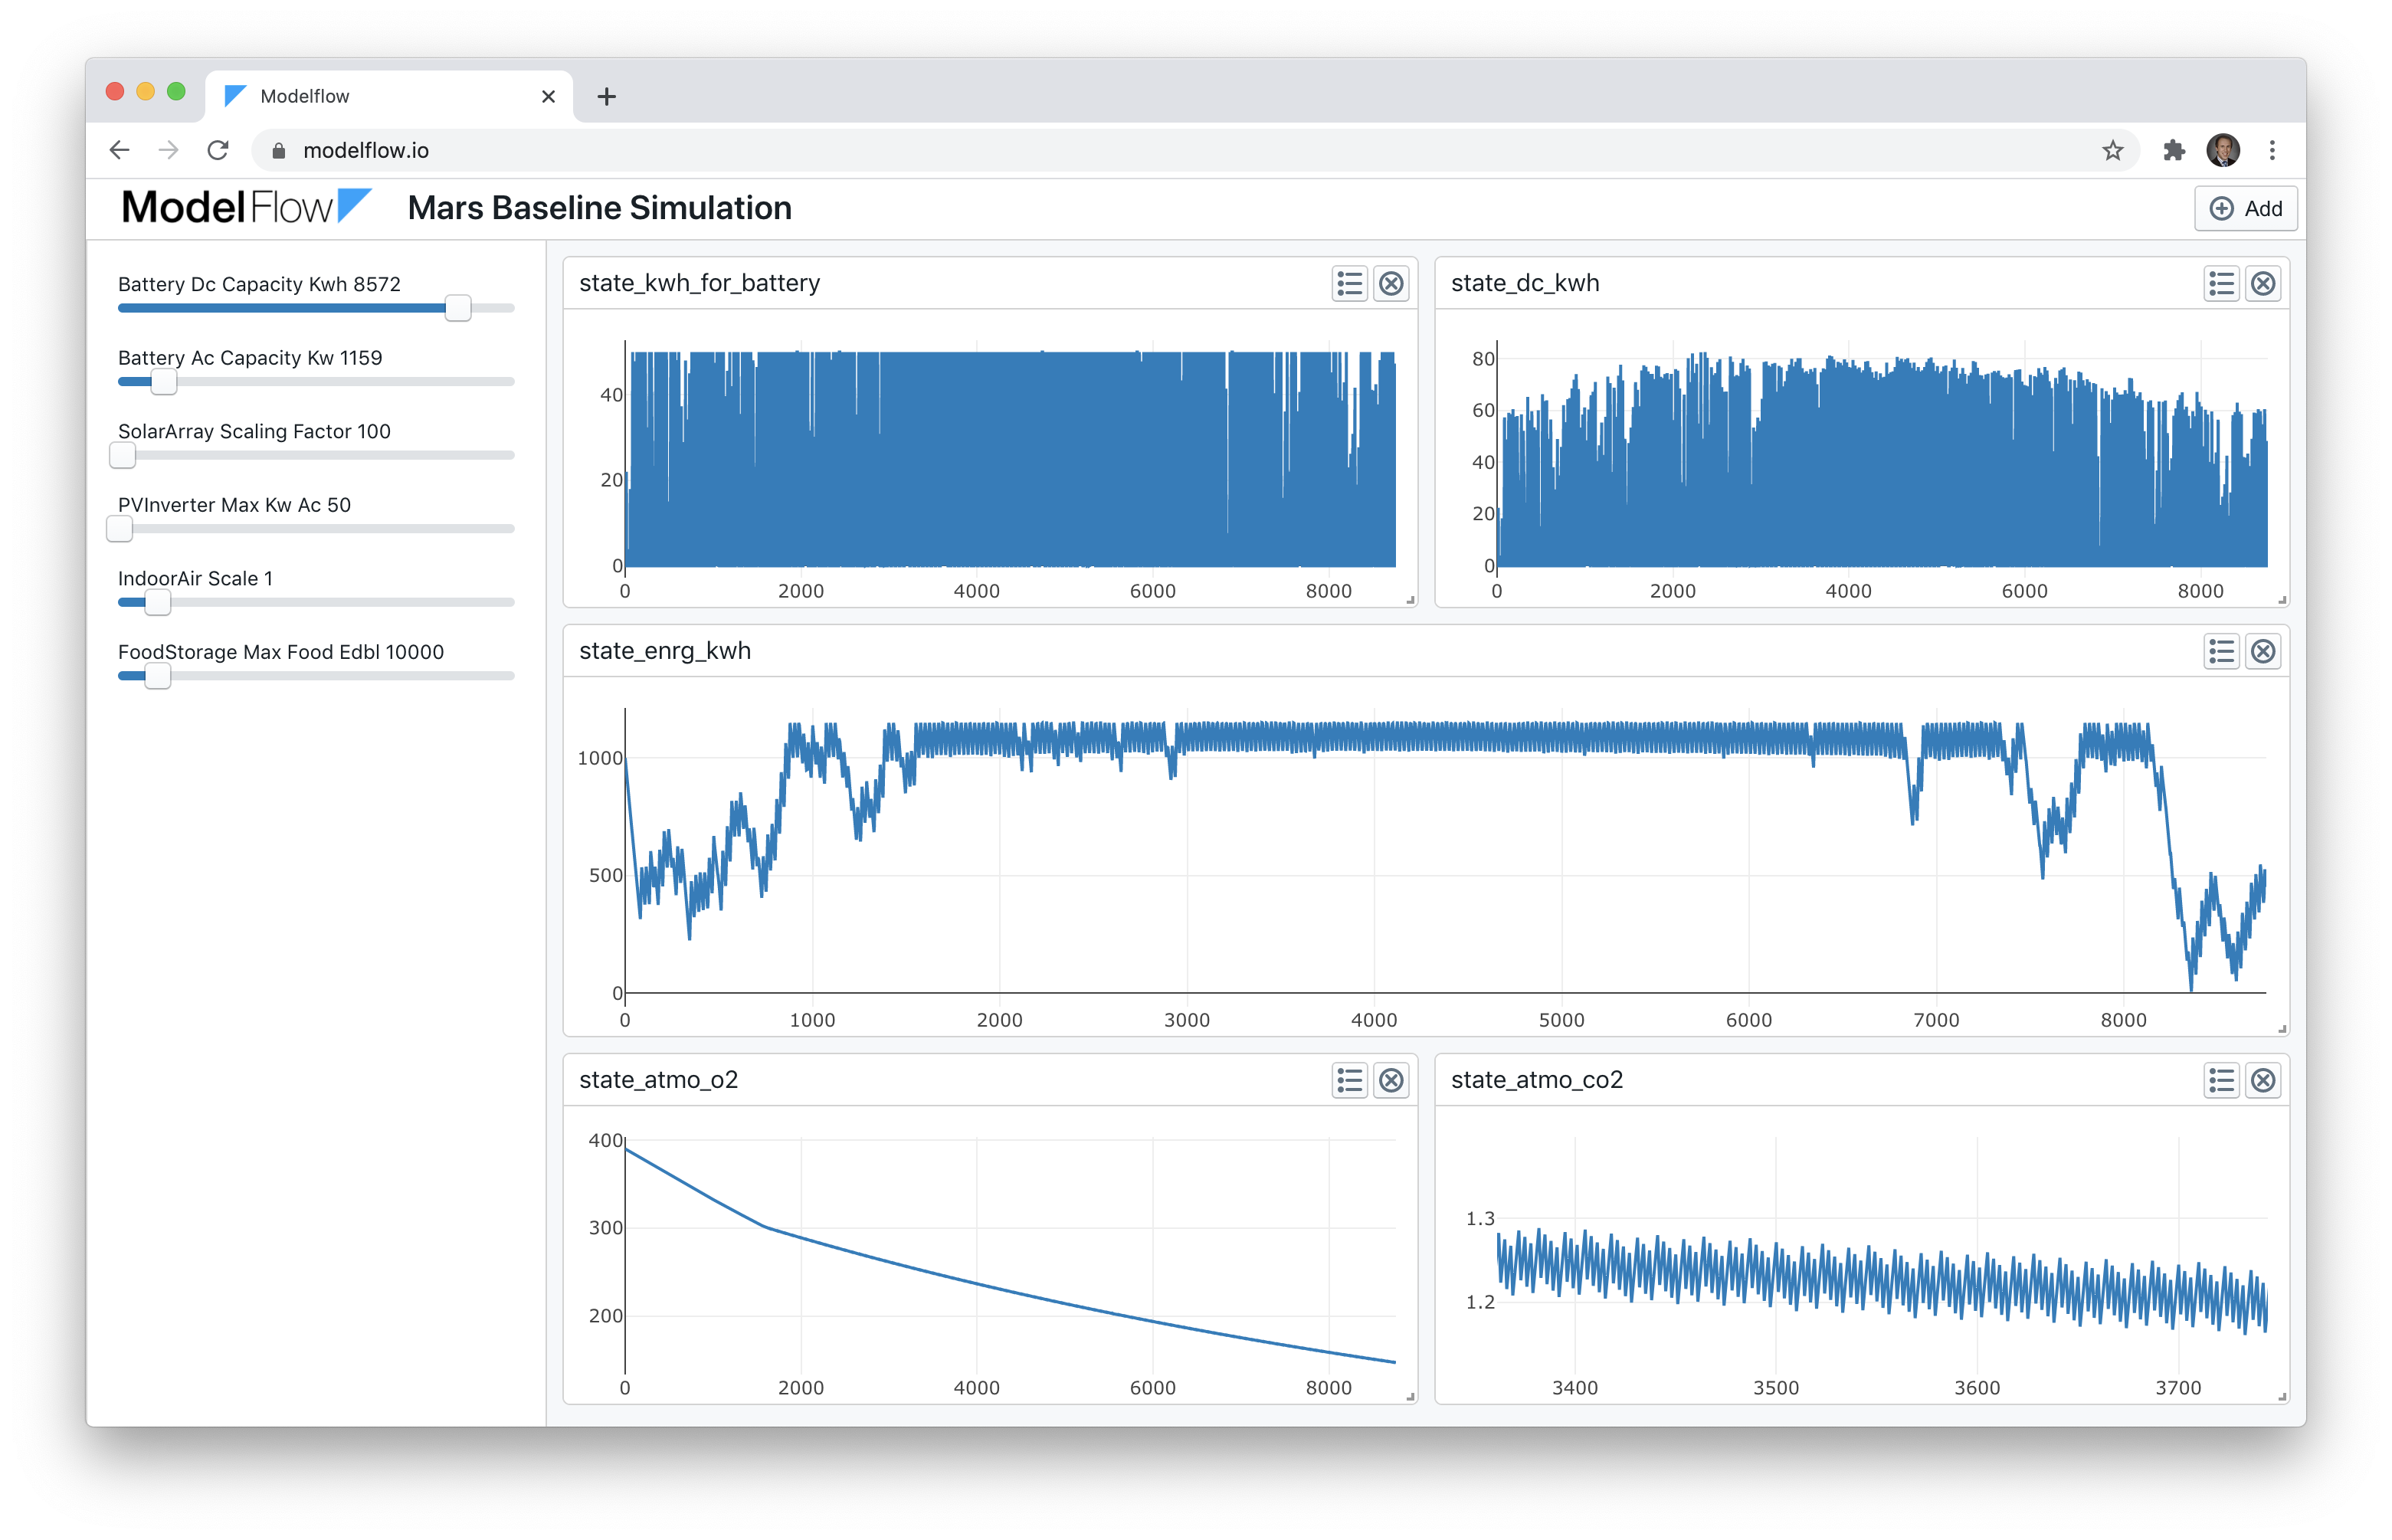 Modelflow
modelflow.io
ModelFlow Mars Baseline Simulation
Add
Battery Dc Capacity Kwh 8572
Battery Ac Capacity Kw 1159
SolarArray Scaling Factor 100
PVInverter Max Kw Ac 50
IndoorAir Scale 1
FoodStorage Max Food Edbl 10000
state_kwh_for_battery
40
20
0
0 2000 4000 6000 8000
state_dc_kwh
80
60
40
20
0
0 2000 4000 6000 8000
state_enrg_kwh
1000
500
0
0 1000 2000 3000 4000 5000 6000 7000 8000
state_atmo_o2
400
300
200
0 2000 4000 6000 8000
state_atmo_co2
1.3
1.2
3400 3500 3600 3700